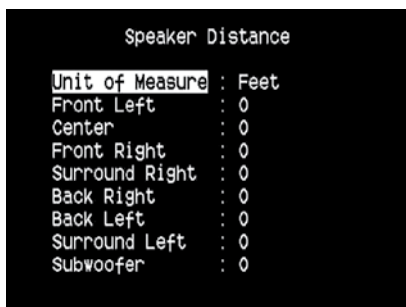 Speaker Distance
Unit of Measure : Feet
Front Left : 0
Center : 0
Front Right : 0
Surround Right : 0
Back Right : 0
Back Left : 0
Surround Left : 0
Subwoofer : 0